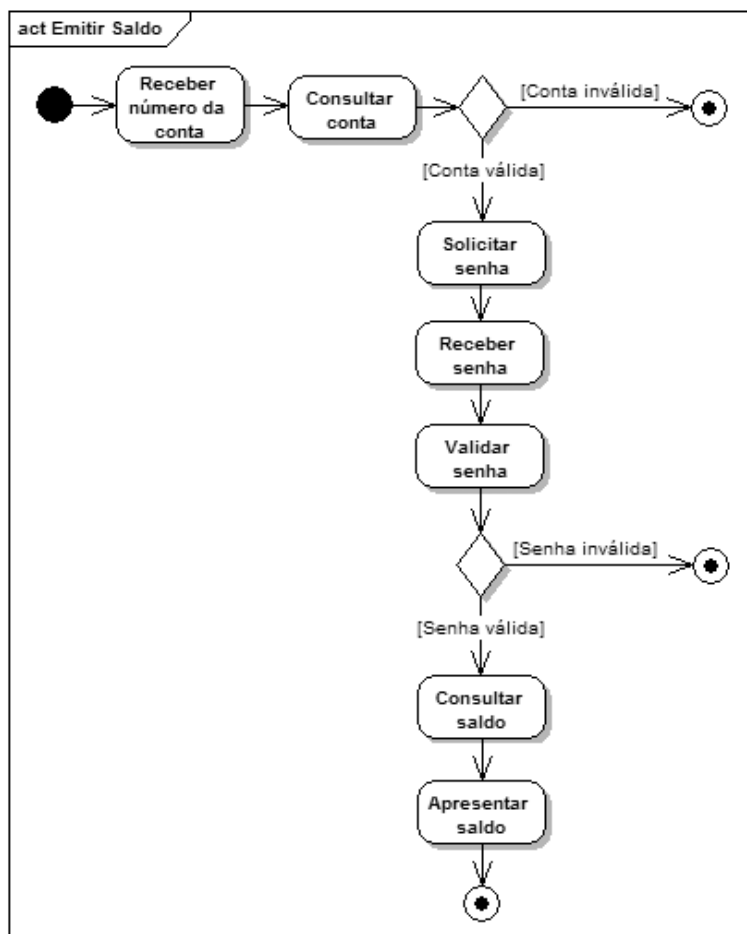 act Emitir Saldo
Receber
número da
conta
Consultar
conta
[Conta inválida]
[Conta válida]
Solicitar
senha
Receber
senha
Validar
senha
[Senha inválida]
[Senha válida]
Consultar
saldo
Apresentar
saldo